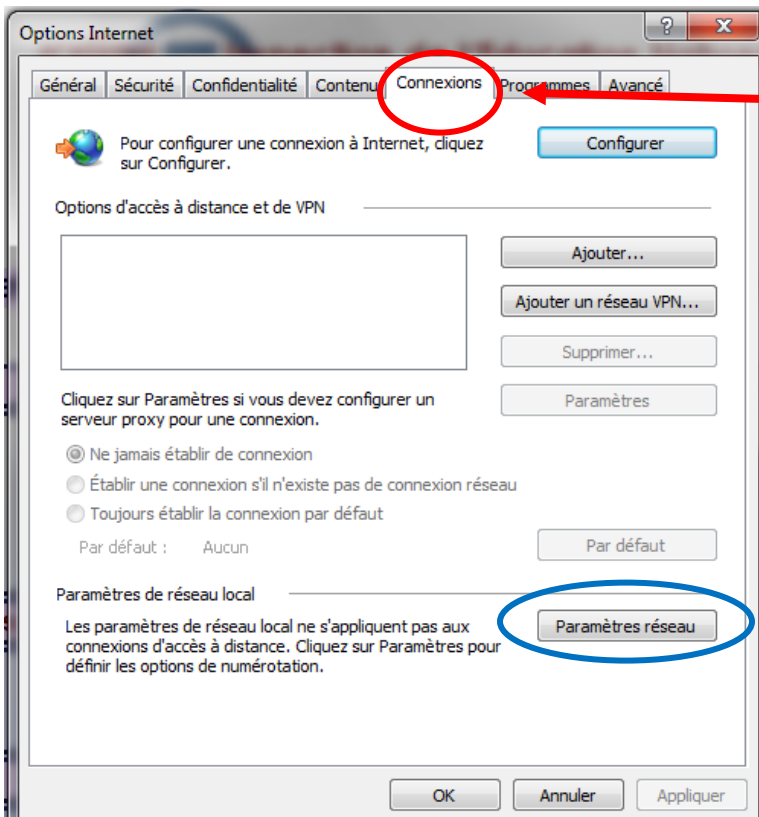 Options Internet
Général Sécurité Confidentialité Contenu Connexions Programmes Avancé
Pour configurer une connexion à Internet, cliquez
sur Configurer.
Configurer
Options d'accès à distance et de VPN
Ajouter...
Ajouter un réseau VPN...
Supprimer...
Cliquez sur Paramètres si vous devez configurer un
serveur proxy pour une connexion.
Paramètres
Ne jamais établir de connexion
Établir une connexion s'il n'existe pas de connexion réseau
Toujours établir la connexion par défaut
Par défaut : Aucun
Par défaut
Paramètres de réseau local
Les paramètres de réseau local ne s'appliquent pas aux
connexions d'accès à distance. Cliquez sur Paramètres pour
définir les options de numérotation.
Paramètres réseau
OK Annuler Appliquer